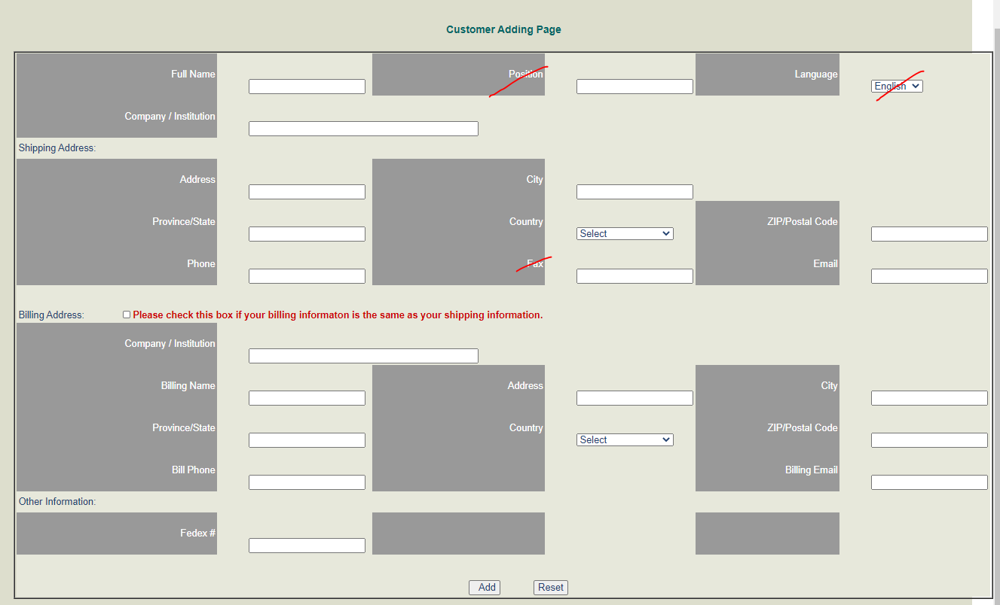 Customer Adding Page
Full Name Position Language English
Company / Institution
Shipping Address:
Address City
Province/State Country Select ZIP/Postal Code
Phone Fax Email
Billing Address: Please check this box if your billing informaton is the same as your shipping information.
Company / Institution
Billing Name Address City
Province/State Country Select ZIP/Postal Code
Bill Phone Billing Email
Other Information:
Fedex #
Add Reset